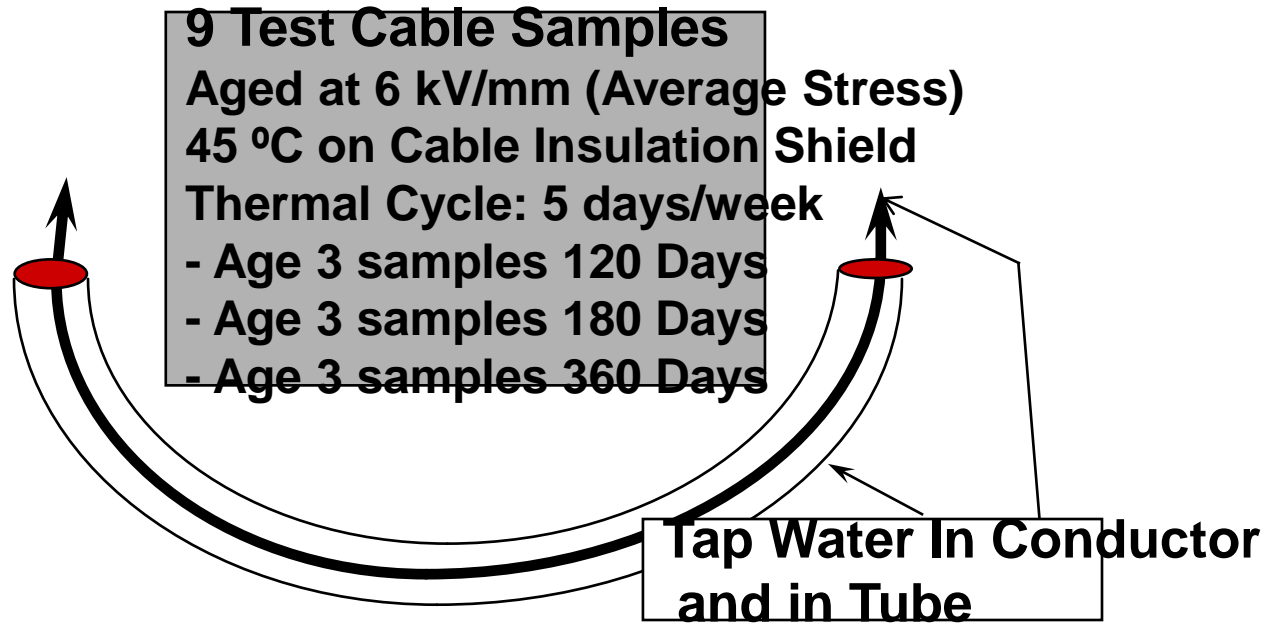 9 Test Cable Samples
Aged at 6 kV/mm (Average Stress)
45 ºC on Cable Insulation Shield
Thermal Cycle: 5 days/week
- Age 3 samples 120 Days
- Age 3 samples 180 Days
- Age 3 samples 360 Days
Tap Water In Conductor
and in Tube